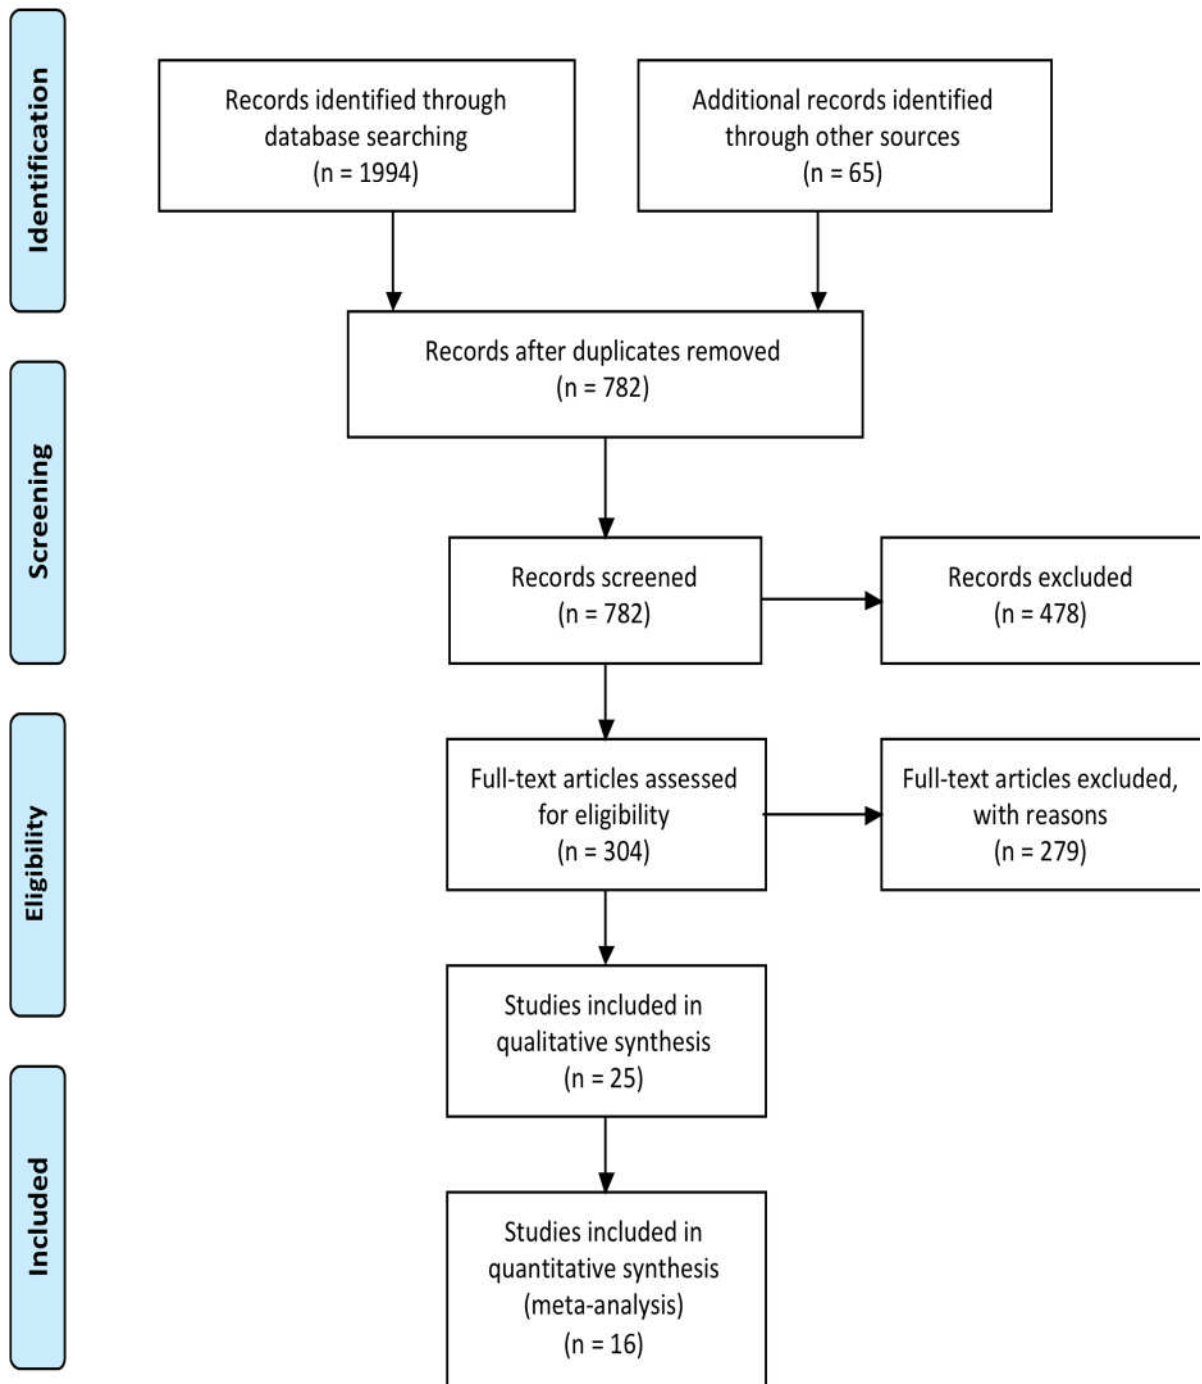 Identification
Records identified through
database searching
(n = 1994)
Additional records identified
through other sources
(n = 65)
Records after duplicates removed
(n = 782)
Screening
Records screened
(n = 782)
Records excluded
(n = 478)
Eligibility
Full-text articles assessed
for eligibility
(n = 304)
Full-text articles excluded,
with reasons
(n = 279)
Studies included in
qualitative synthesis
(n = 25)
Included
Studies included in
quantitative synthesis
(meta-analysis)
(n = 16)